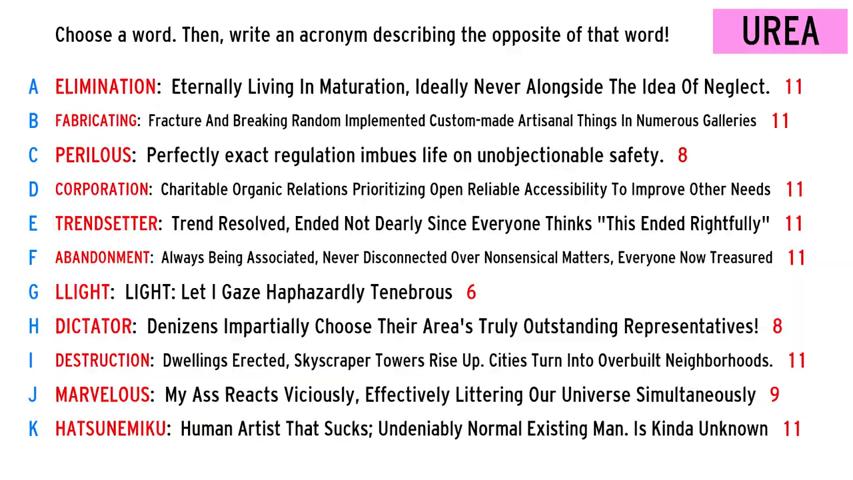 Choose a word. Then, write an acronym describing the opposite of that word!
UREA
A ELIMINATION: Eternally Living In Maturation, Ideally Never Alongside The Idea Of Neglect. 11
B FABRICATING: Fracture And Breaking Random Implemented Custom-made Artisanal Things In Numerous Galleries 11
C PERILOUS: Perfectly exact regulation imbues life on unobjectionable safety. 8
D CORPORATION: Charitable Organic Relations Prioritizing Open Reliable Accessibility To Improve Other Needs 11
E TRENDSETTER: Trend Resolved, Ended Not Dearly Since Everyone Thinks "This Ended Rightfully" 11
F ABANDONMENT: Always Being Associated, Never Disconnected Over Nonsensical Matters, Everyone Now Treasured 11
G LLIGHT: LIGHT: Let I Gaze Haphazardly Tenebrous 6
H DICTATOR: Denizens Impartially Choose Their Area's Truly Outstanding Representatives! 8
I DESTRUCTION: Dwellings Erected, Skyscraper Towers Rise Up. Cities Turn Into Overbuilt Neighborhoods. 11
J MARVELOUS: My Ass Reacts Viciously, Effectively Littering Our Universe Simultaneously 9
K HATSUNEMIKU: Human Artist That Sucks; Undeniably Normal Existing Man. Is Kinda Unknown 11